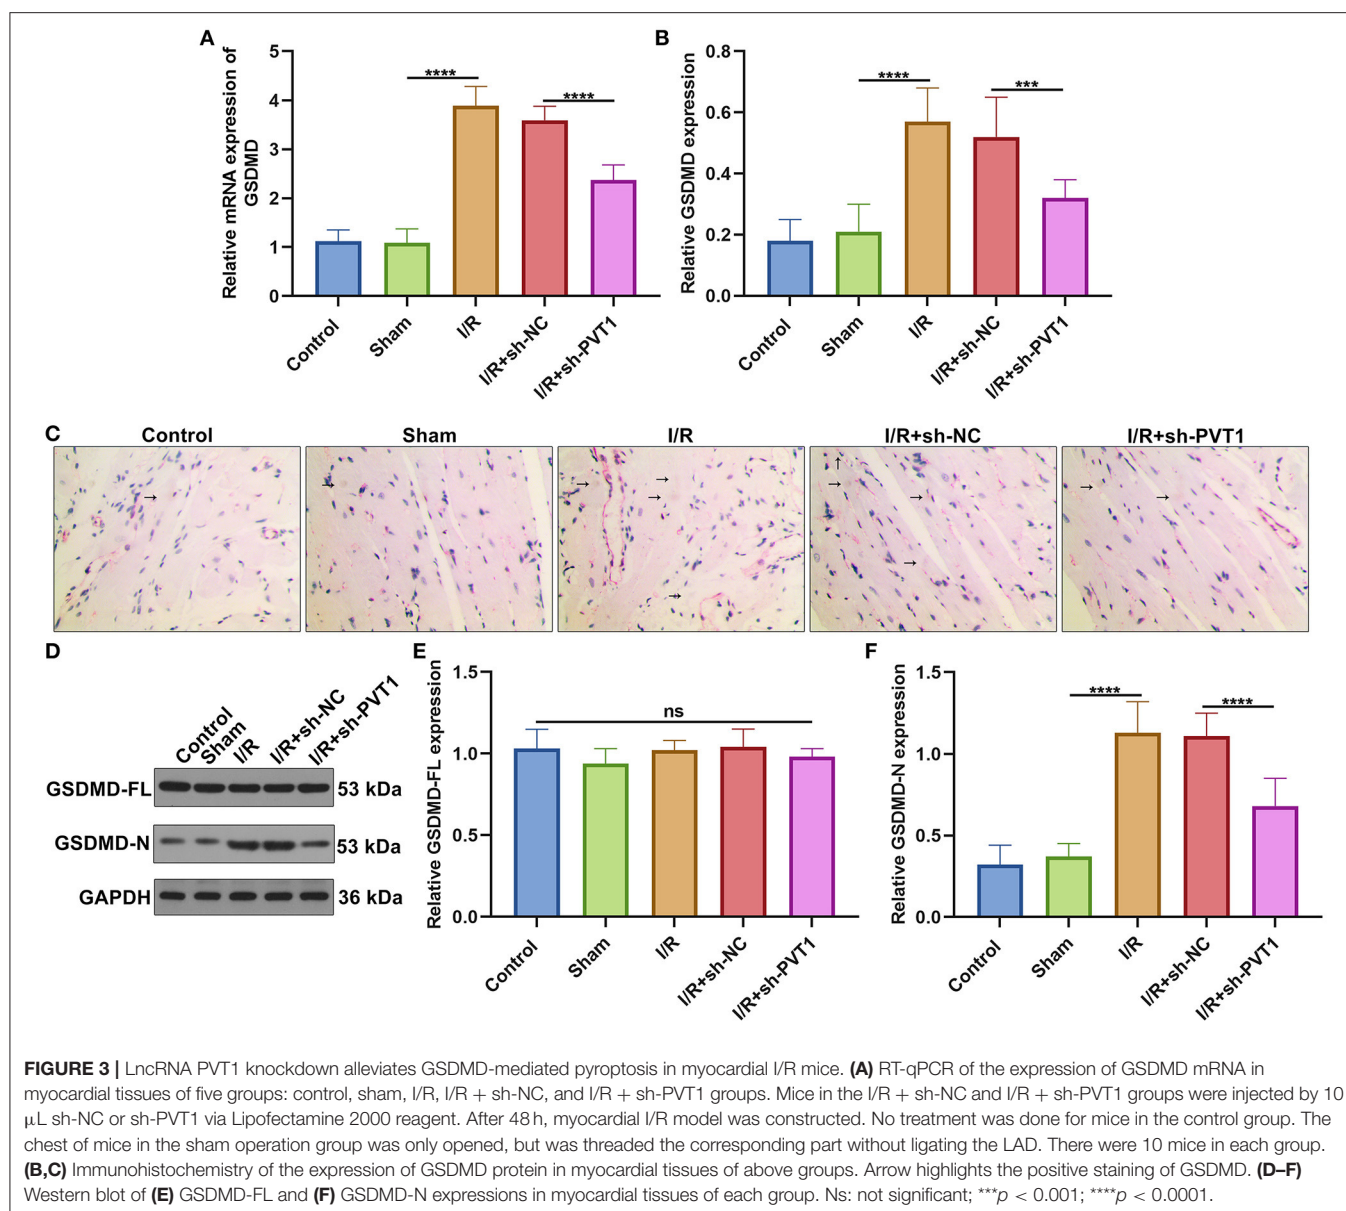 A
Relative mRNA expression of
GSDMD
5
4
3
2
1
0
****
****
Control
Sham
I/R
I/R+sh-NC
I/R+sh-PVT1
B
Relative GSDMD expression
0.8
0.6
0.4
0.2
0.0
****
***
Control
Sham
I/R
I/R+sh-NC
I/R+sh-PVT1
C
Control
Sham
I/R
I/R+sh-NC
I/R+sh-PVT1
D
Control
Sham
I/R
I/R+sh-NC
I/R+sh-PVT1
GSDMD-FL 53 kDa
GSDMD-N 53 kDa
GAPDH 36 kDa
E
Relative GSDMD-FL expression
1.5
1.0
0.5
0.0
ns
Control
Sham
I/R
I/R+sh-NC
I/R+sh-PVT1
F
Relative GSDMD-N expression
1.5
1.0
0.5
0.0
****
****
Control
Sham
I/R
I/R+sh-NC
I/R+sh-PVT1
FIGURE 3 | LncRNA PVT1 knockdown alleviates GSDMD-mediated pyroptosis in myocardial I/R mice. (A) RT-qPCR of the expression of GSDMD mRNA in
myocardial tissues of five groups: control, sham, I/R, I/R + sh-NC, and I/R + sh-PVT1 groups. Mice in the I/R + sh-NC and I/R + sh-PVT1 groups were injected by 10
μL sh-NC or sh-PVT1 via Lipofectamine 2000 reagent. After 48 h, myocardial I/R model was constructed. No treatment was done for mice in the control group. The
chest of mice in the sham operation group was only opened, but was threaded the corresponding part without ligating the LAD. There were 10 mice in each group.
(B,C) Immunohistochemistry of the expression of GSDMD protein in myocardial tissues of above groups. Arrow highlights the positive staining of GSDMD. (D–F)
Western blot of (E) GSDMD-FL and (F) GSDMD-N expressions in myocardial tissues of each group. Ns: not significant; ***p < 0.001; ****p < 0.0001.